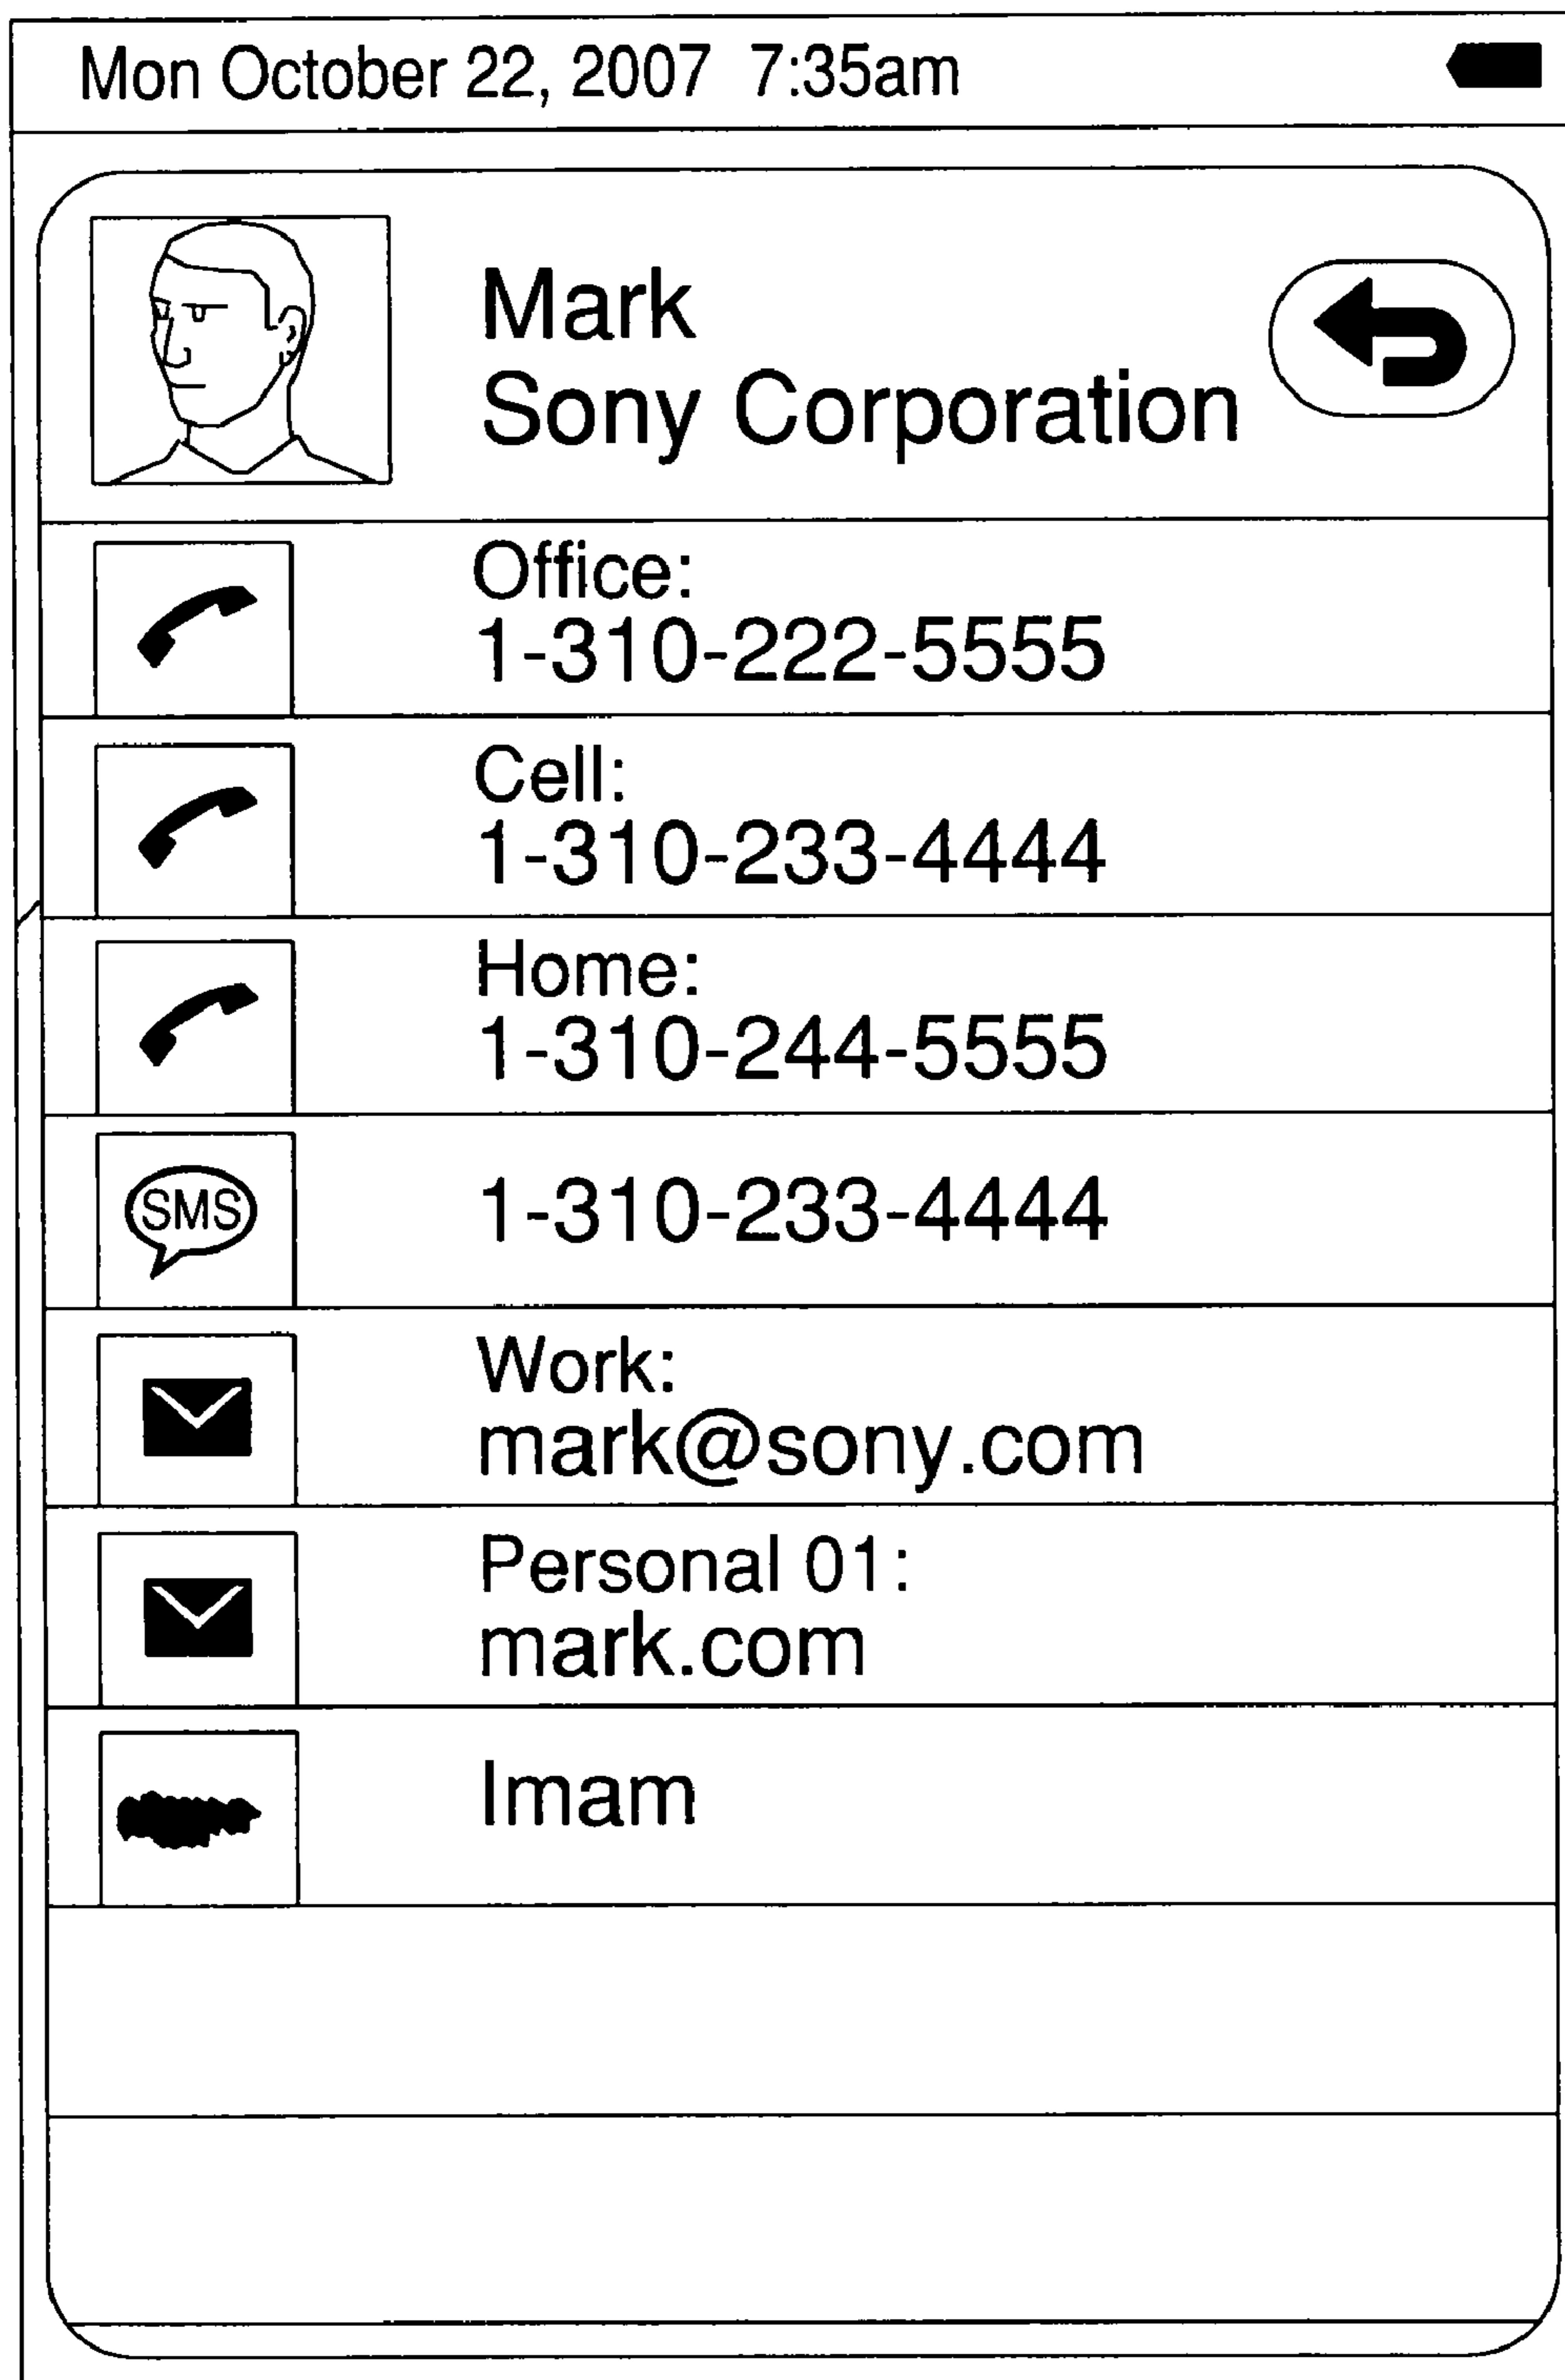 Mon October 22, 2007 7:35am
Mark
Sony Corporation
Office:
1-310-222-5555
Cell:
1-310-233-4444
Home:
1-310-244-5555
SMS
1-310-233-4444
Work:
mark@sony.com
Personal 01:
mark.com
Imam